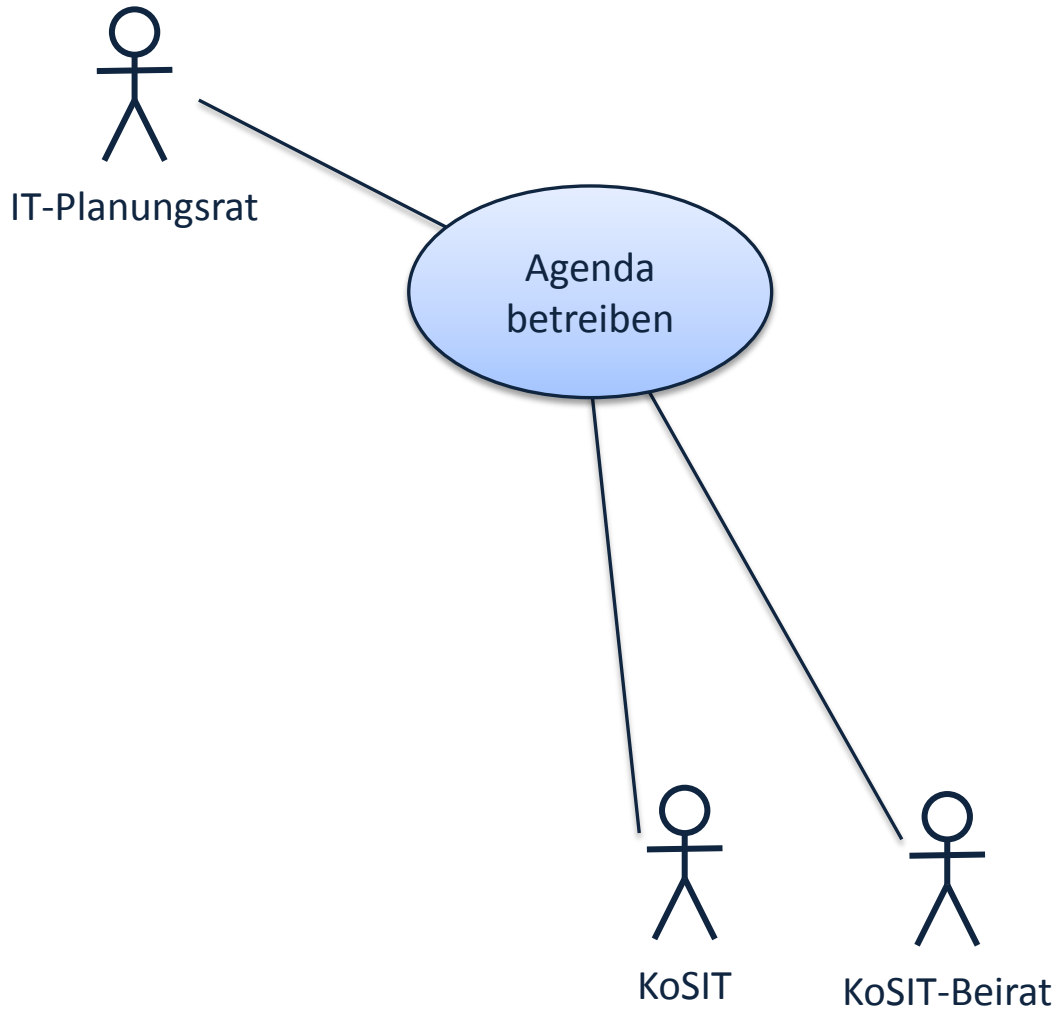 IT-Planungsrat
Agenda
betreiben
KoSIT
KoSIT-Beirat